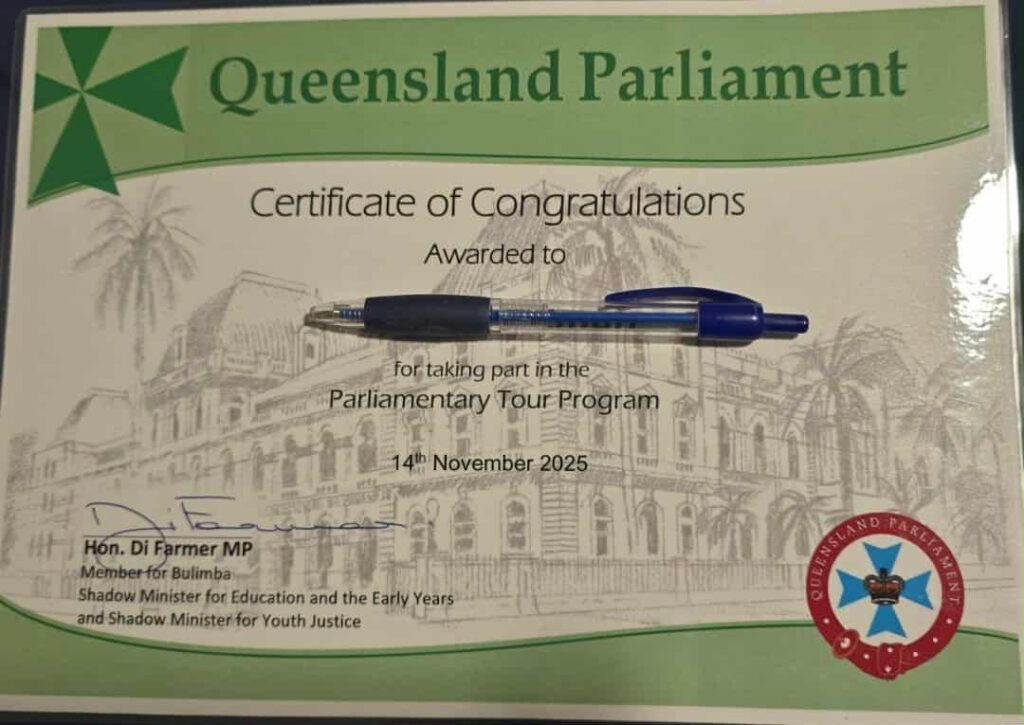 Queensland Parliament
Certificate of Congratulations
Awarded to
for taking part in the
Parliamentary Tour Program
14th November 2025
Di Farmer
Hon. Di Farmer MP
Member for Bulimba
Shadow Minister for Education and the Early Years
and Shadow Minister for Youth Justice
QUEENSLAND PARLIAMENT